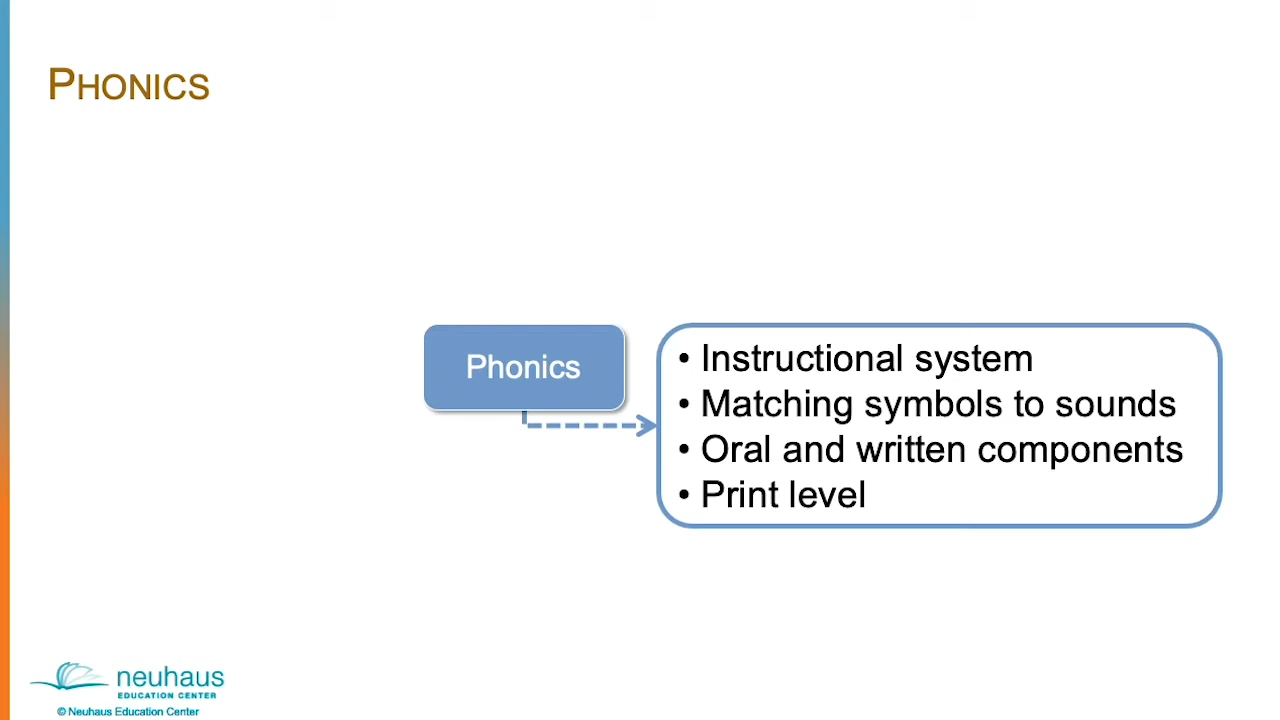 PHONICS
Phonics
• Instructional system
• Matching symbols to sounds
• Oral and written components
• Print level
neuhaus
EDUCATION CENTER
© Neuhaus Education Center